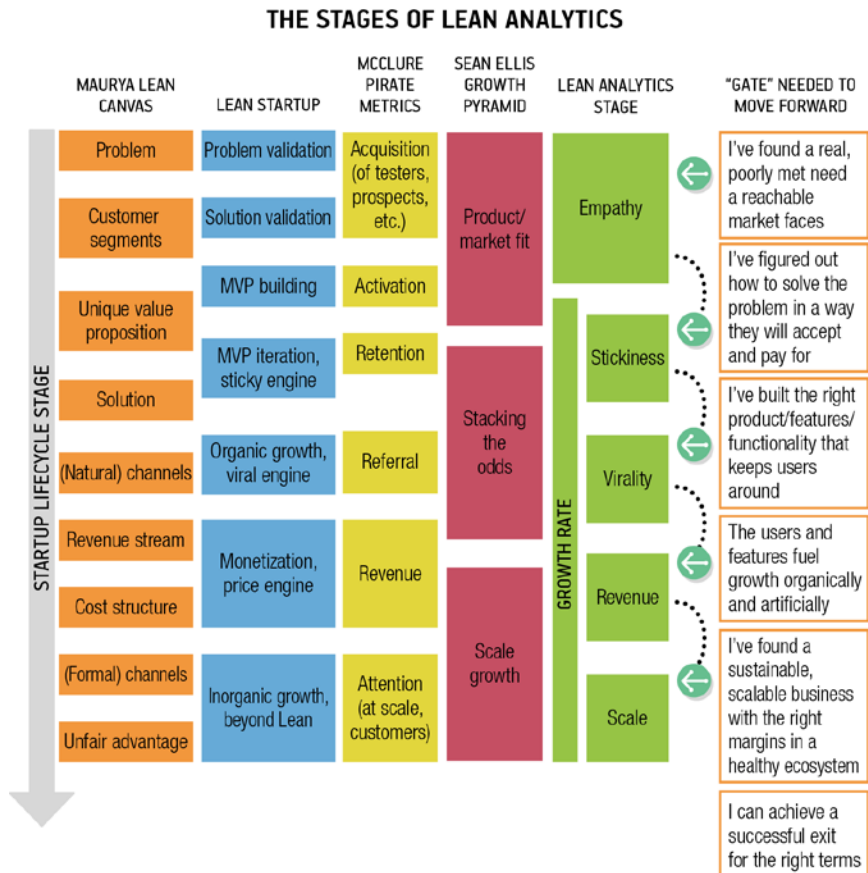 THE STAGES OF LEAN ANALYTICS
MAURYA LEAN
CANVAS
LEAN STARTUP
MCCLURE
PIRATE
METRICS
SEAN ELLIS
GROWTH
PYRAMID
LEAN ANALYTICS
STAGE
“GATE” NEEDED TO
MOVE FORWARD
STARTUP LIFECYCLE STAGE
Problem
Customer
segments
Unique value
proposition
Solution
(Natural) channels
Revenue stream
Cost structure
(Formal) channels
Unfair advantage
Problem validation
Solution validation
MVP building
MVP iteration,
sticky engine
Organic growth,
viral engine
Monetization,
price engine
Inorganic growth,
beyond Lean
Acquisition
(of testers,
prospects,
etc.)
Activation
Retention
Referral
Revenue
Attention
(at scale,
customers)
Product/
market fit
Stacking
the
odds
Scale
growth
Empathy
GROWTH RATE
Stickiness
Virality
Revenue
Scale
I’ve found a real,
poorly met need
a reachable
market faces
I’ve figured out
how to solve the
problem in a way
they will accept
and pay for
I’ve built the right
product/features/
functionality that
keeps users
around
The users and
features fuel
growth organically
and artificially
I’ve found a
sustainable,
scalable business
with the right
margins in a
healthy ecosystem
I can achieve a
successful exit
for the right terms